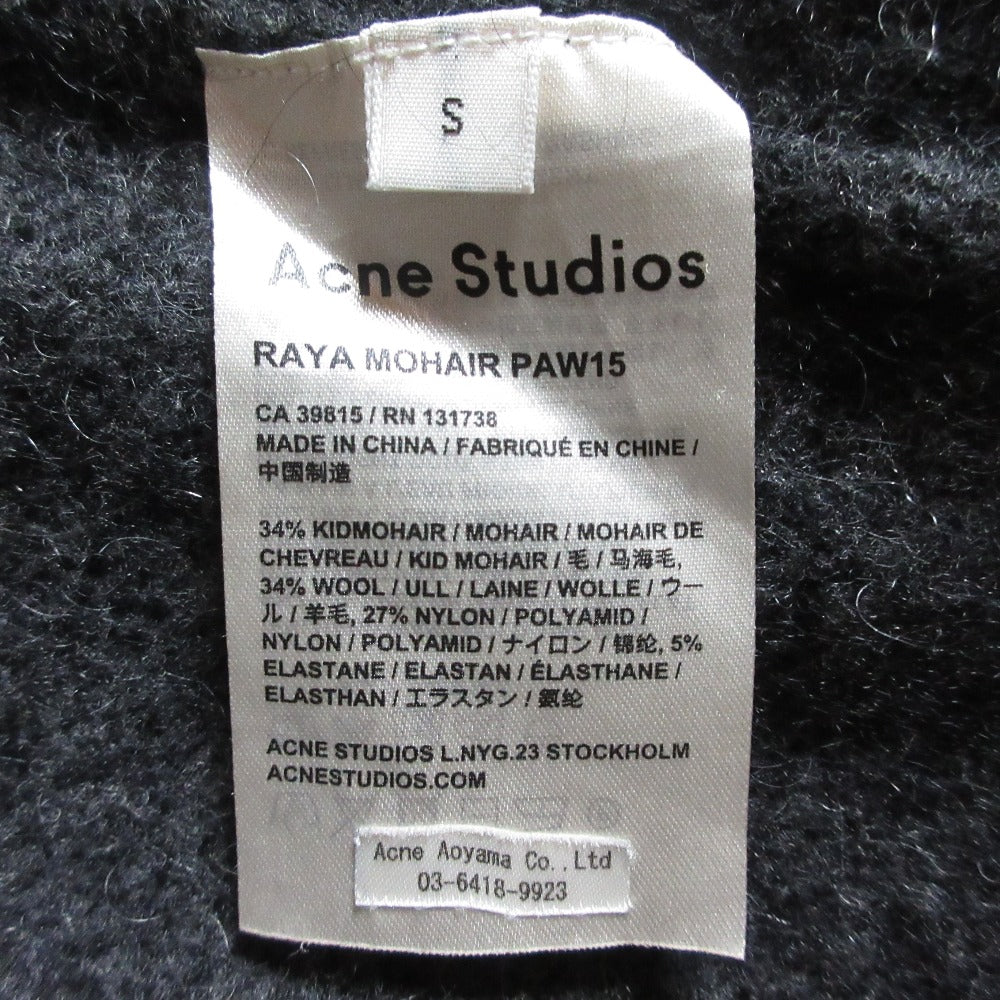 S
Acne Studios
RAYA MOHAIR PAW15
CA 39815 / RN 131738
MADE IN CHINA / FABRIQUÉ EN CHINE /
中国制造
34% KIDMOHAIR / MOHAIR / MOHAIR DE
CHEVREAU / KID MOHAIR / 毛 / 马海毛,
34% WOOL / ULL / LAINE / WOLLE / ウー
ル / 羊毛, 27% NYLON / POLYAMID /
NYLON / POLYAMID / ナイロン / 锦纶, 5%
ELASTANE / ELASTAN / ÉLASTHANE /
ELASTHAN / エラスタン / 氨纶
ACNE STUDIOS L.NYG.23 STOCKHOLM
ACNESTUDIOS.COM
Acne Aoyama Co.,Ltd
03-6418-9923